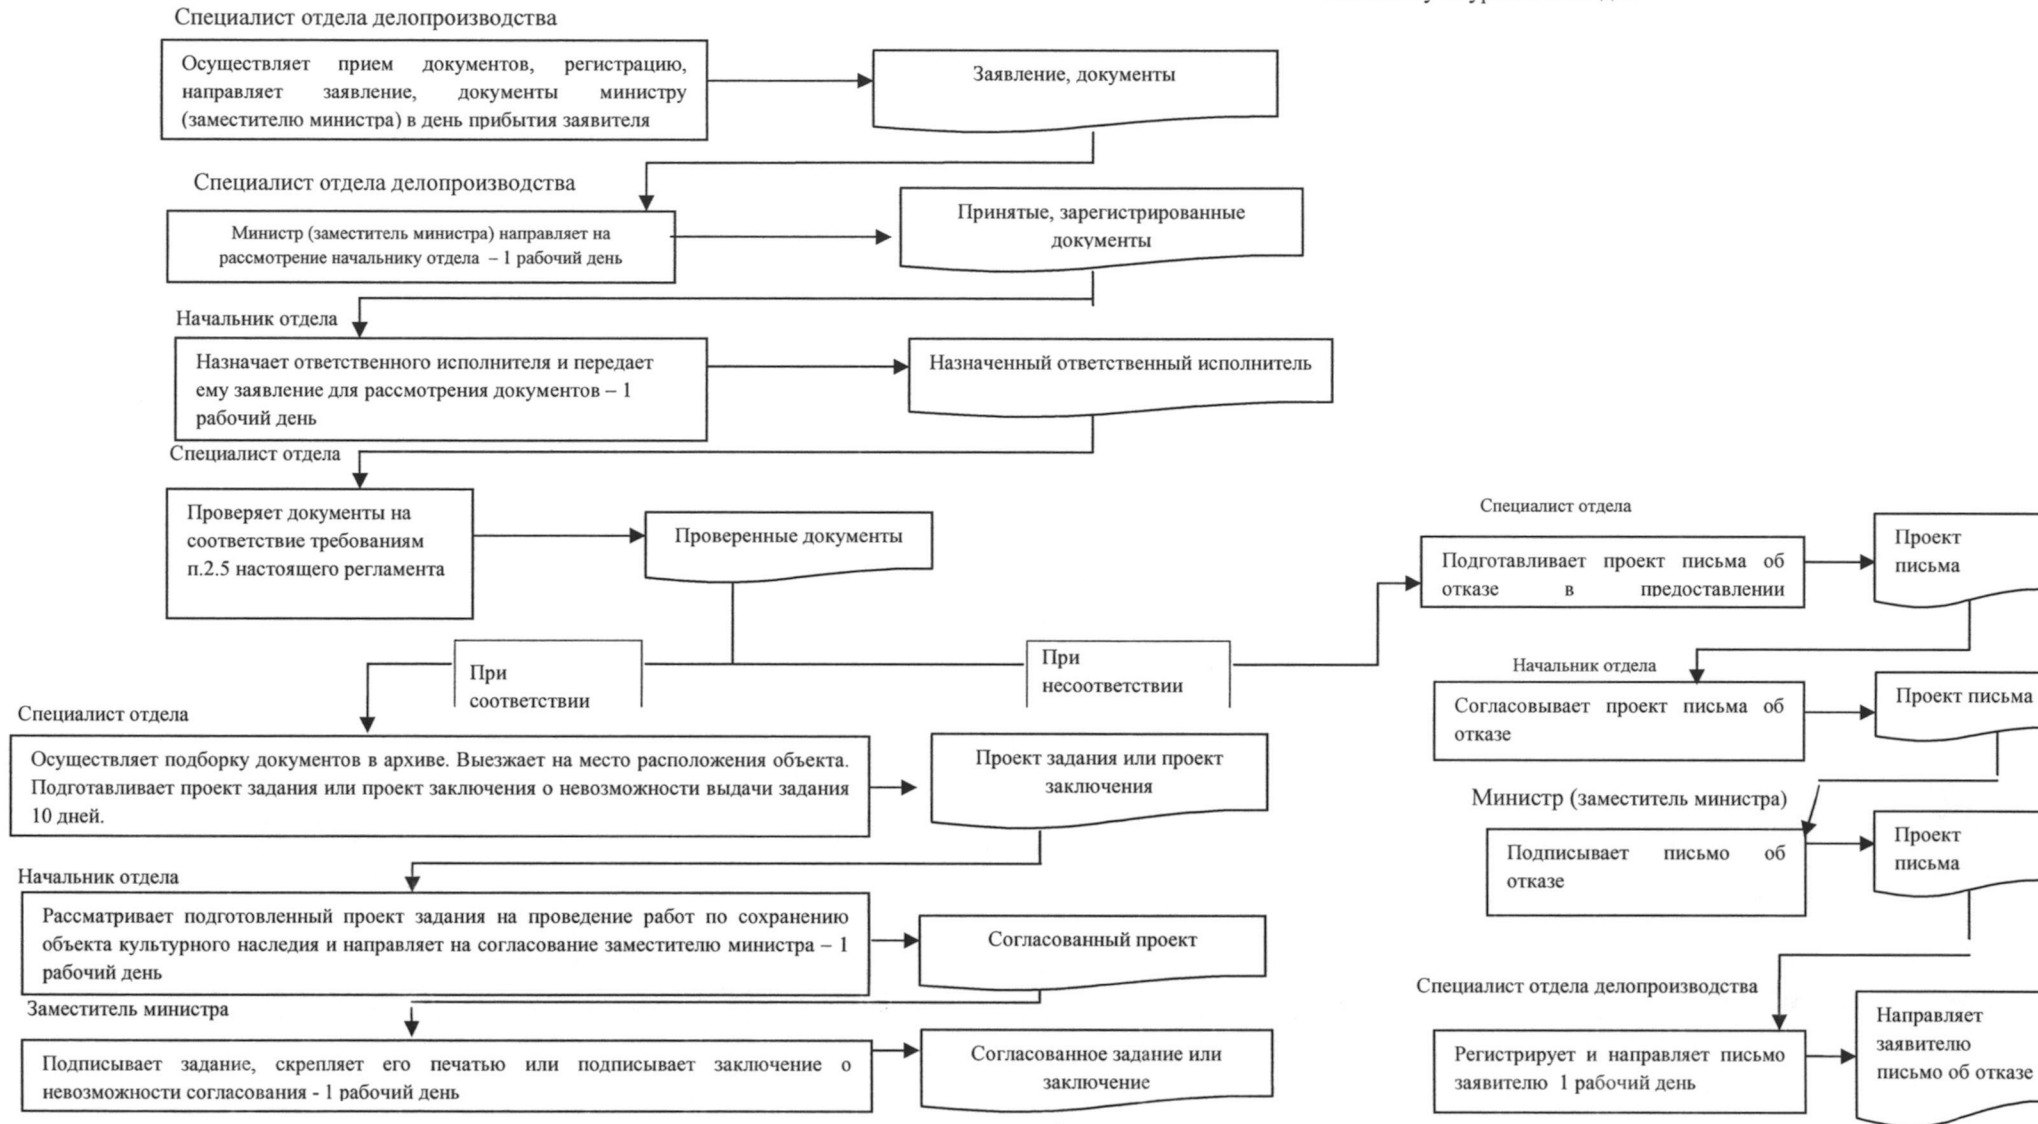 Специалист отдела делопроизводства
Осуществляет прием документов, регистрацию,
направляет заявление, документы министру
(заместителю министра) в день прибытия заявителя
Заявление, документы
Специалист отдела делопроизводства
Министр (заместитель министра) направляет на
рассмотрение начальнику отдела – 1 рабочий день
Принятые, зарегистрированные
документы
Начальник отдела
Назначает ответственного исполнителя и передает
ему заявление для рассмотрения документов – 1
рабочий день
Назначенный ответственный исполнитель
Специалист отдела
Проверяет документы на
соответствие требованиям
п.2.5 настоящего регламента
Проверенные документы
При
соответствии
При
несоответствии
Специалист отдела
Осуществляет подборку документов в архиве. Выезжает на место расположения объекта.
Подготавливает проект задания или проект заключения о невозможности выдачи задания
10 дней.
Проект задания или проект
заключения
Начальник отдела
Рассматривает подготовленный проект задания на проведение работ по сохранению
объекта культурного наследия и направляет на согласование заместителю министра – 1
рабочий день
Согласованный проект
Заместитель министра
Подписывает задание, скрепляет его печатью или подписывает заключение о
невозможности согласования - 1 рабочий день
Согласованное задание или
заключение
Специалист отдела
Подготавливает проект письма об
отказе в предоставлении
Проект
письма
Начальник отдела
Согласовывает проект письма об
отказе
Проект письма
Министр (заместитель министра)
Подписывает письмо об
отказе
Проект
письма
Специалист отдела делопроизводства
Регистрирует и направляет письмо
заявителю 1 рабочий день
Направляет
заявителю
письмо об отказе